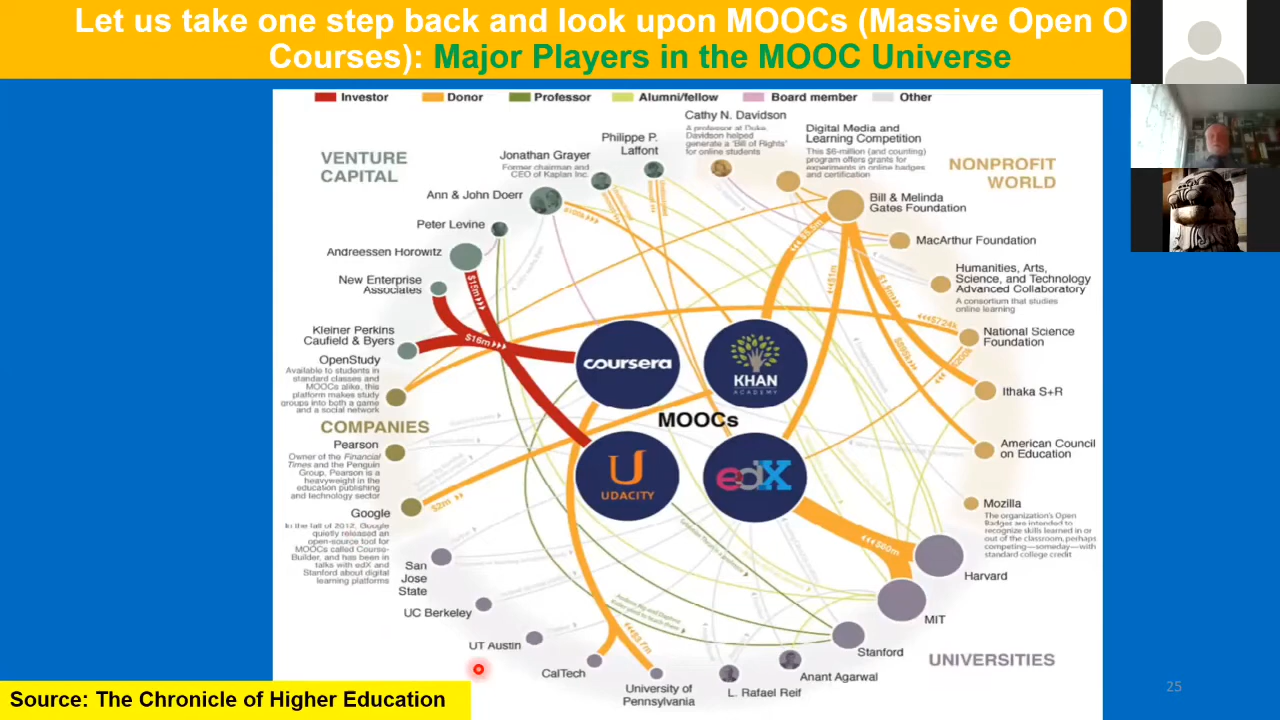 Let us take one step back and look upon MOOCs (Massive Open O
Courses): Major Players in the MOOC Universe
Investor
Donor
Professor
Alumni/fellow
Board member
Other
VENTURE
CAPITAL
Jonathan Grayer
Former chairman and
CEO of Kaplan Inc.
Philippe P.
Laffont
Cathy N. Davidson
A professor at Duke,
Davidson helped
generate a 'Bill of Rights'
for online students
Digital Media and
Learning Competition
This $6-million (and counting)
program offers grants for
experiments in online badges
and certification
NONPROFIT
WORLD
Ann & John Doerr
Peter Levine
Andreessen Horowitz
New Enterprise
Associates
Kleiner Perkins
Caufield & Byers
OpenStudy
Available to students in
standard classes and
MOOCs alike, this
platform makes study
groups into both a game
and a social network
COMPANIES
Pearson
Owner of the Financial
Times and the Penguin
Group, Pearson is a
heavyweight in the
education publishing
and technology sector
Google
In the fall of 2012, Google
quietly released an
open-source tool for
MOOCs called Course-
Builder, and has been in
talks with edX and
Stanford about digital
learning platforms
Bill & Melinda
Gates Foundation
MacArthur Foundation
Humanities, Arts,
Science, and Technology
Advanced Collaboratory
A consortium that studies
online learning
National Science
Foundation
Ithaka S+R
American Council
on Education
Mozilla
The organization's Open
Badges are intended to
recognize skills learned in or
out of the classroom, perhaps
competing—someday—with
standard college credit
$15m
$16m
$2m
$1m
$724k
$60m
$3.7m
coursera
KHAN
ACADEMY
MOOCs
UDACITY
edX
San
Jose
State
UC Berkeley
UT Austin
CalTech
University of
Pennsylvania
L. Rafael Reif
Anant Agarwal
Stanford
MIT
Harvard
UNIVERSITIES
Source: The Chronicle of Higher Education
25